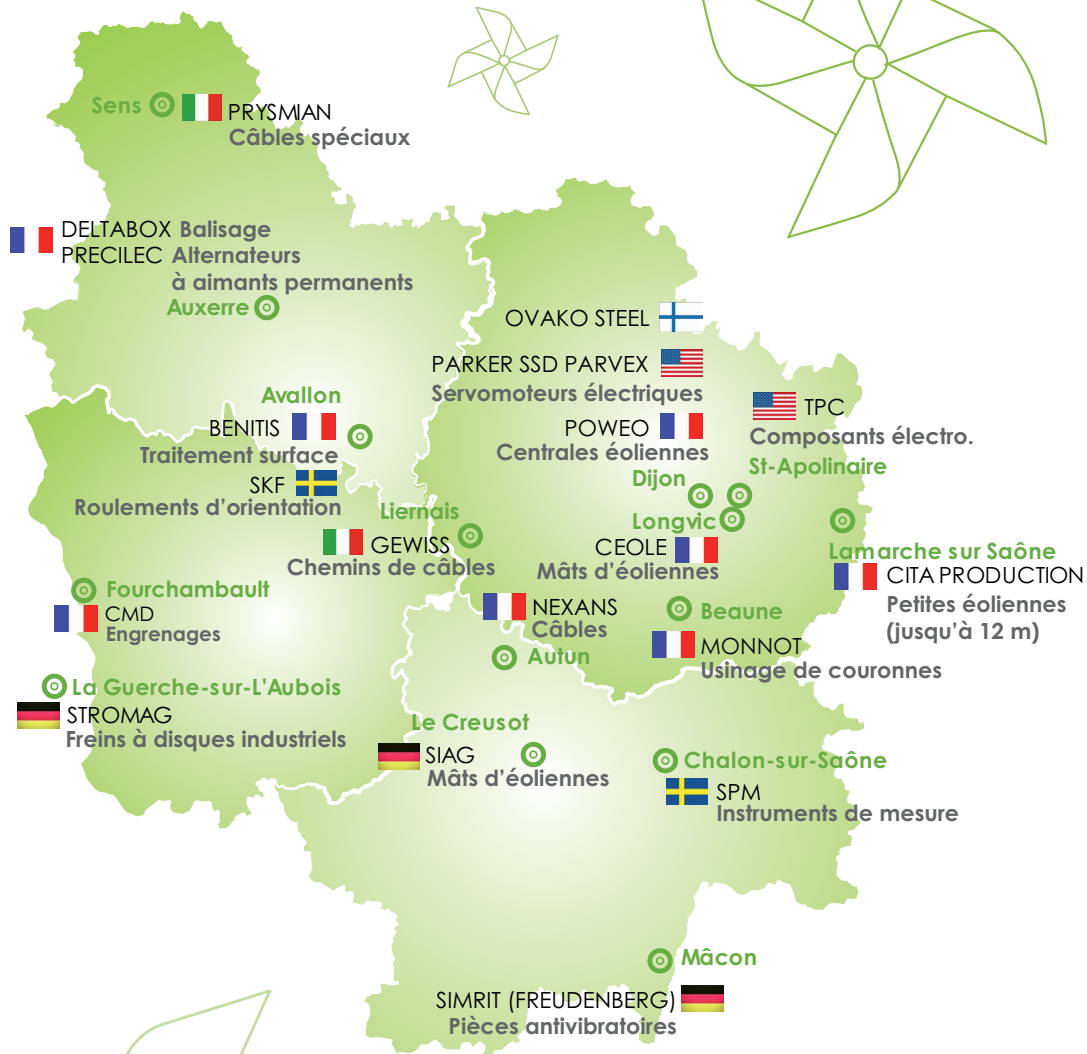 Sens
PRYSMIAN
Câbles spéciaux
DELTABOX Balisage
PRECILEC Alternateurs
à aimants permanents
Auxerre
OVAKO STEEL
PARKER SSD PARVEX
Servomoteurs électriques
TPC
Composants électro.
POWEO
Centrales éoliennes
Avallon
BENITIS
Traitement surface
SKF
Roulements d'orientation
Dijon
St-Apolinaire
Longvic
Liernais
GEWISS
Chemins de câbles
CEOLE
Mâts d'éoliennes
Lamarche sur Saône
CITA PRODUCTION
Petites éoliennes
(jusqu'à 12 m)
Fourchambault
CMD
Engrenages
NEXANS
Câbles
Autun
Beaune
MONNOT
Usinage de couronnes
La Guerche-sur-L'Aubois
STROMAG
Freins à disques industriels
Le Creusot
SIAG
Mâts d'éoliennes
Chalon-sur-Saône
SPM
Instruments de mesure
Mâcon
SIMRIT (FREUDENBERG)
Pièces antivibratoires